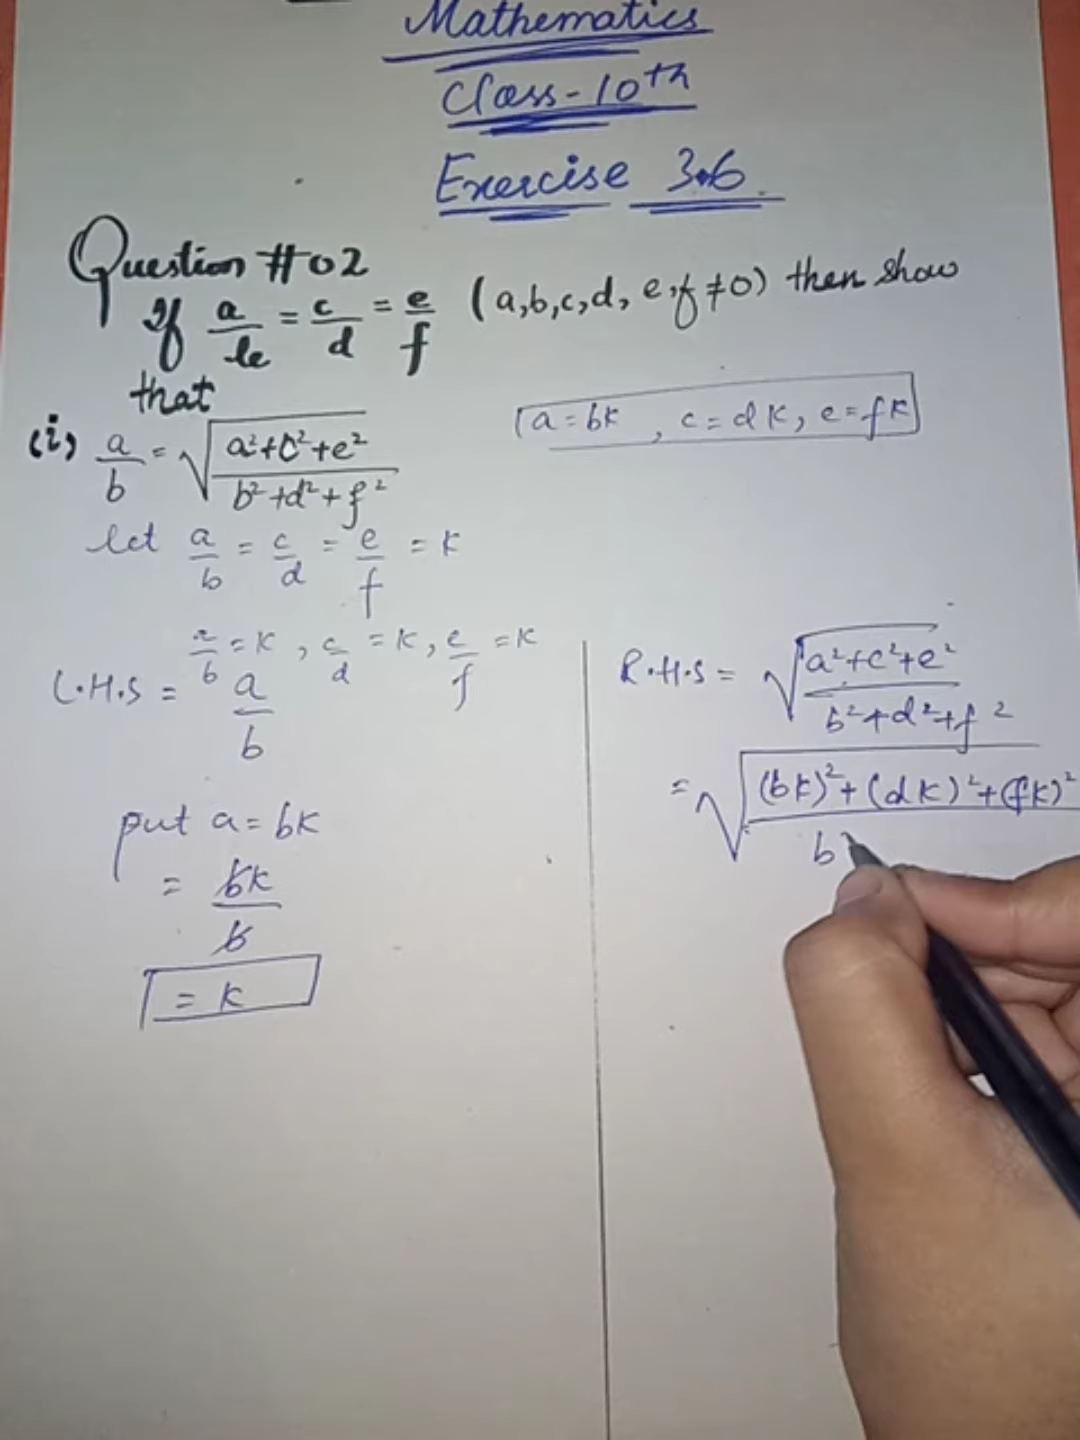 Mathematics
Class-10th
Exercise 3.6
Question #02
If a/b = c/d = e/f (a,b,c,d,e,f ≠ 0) then show
that
(i) a/b = √((a²+c²+e²)/(b²+d²+f²))
a = bk, c = dk, e = fk
let a/b = c/d = e/f = k
a/b = k, c/d = k, e/f = k
L.H.S = a/b
put a = bk
= bk/b
= k
R.H.S = √((a²+c²+e²)/(b²+d²+f²))
= √((bk)²+(dk)²+(fk)²
b